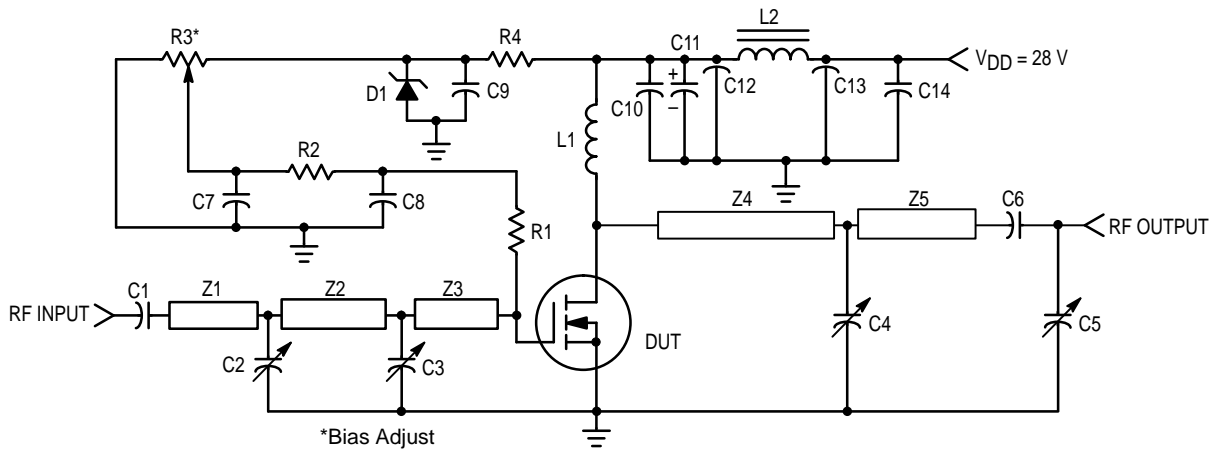 L2
R3*
R4
C11
V_DD = 28 V
+
–
D1
C9
C10
C12
C13
C14
L1
R2
C7
C8
R1
Z4
Z5
C6
RF OUTPUT
C1
Z1
Z2
Z3
RF INPUT
C2
C3
DUT
C4
C5
*Bias Adjust